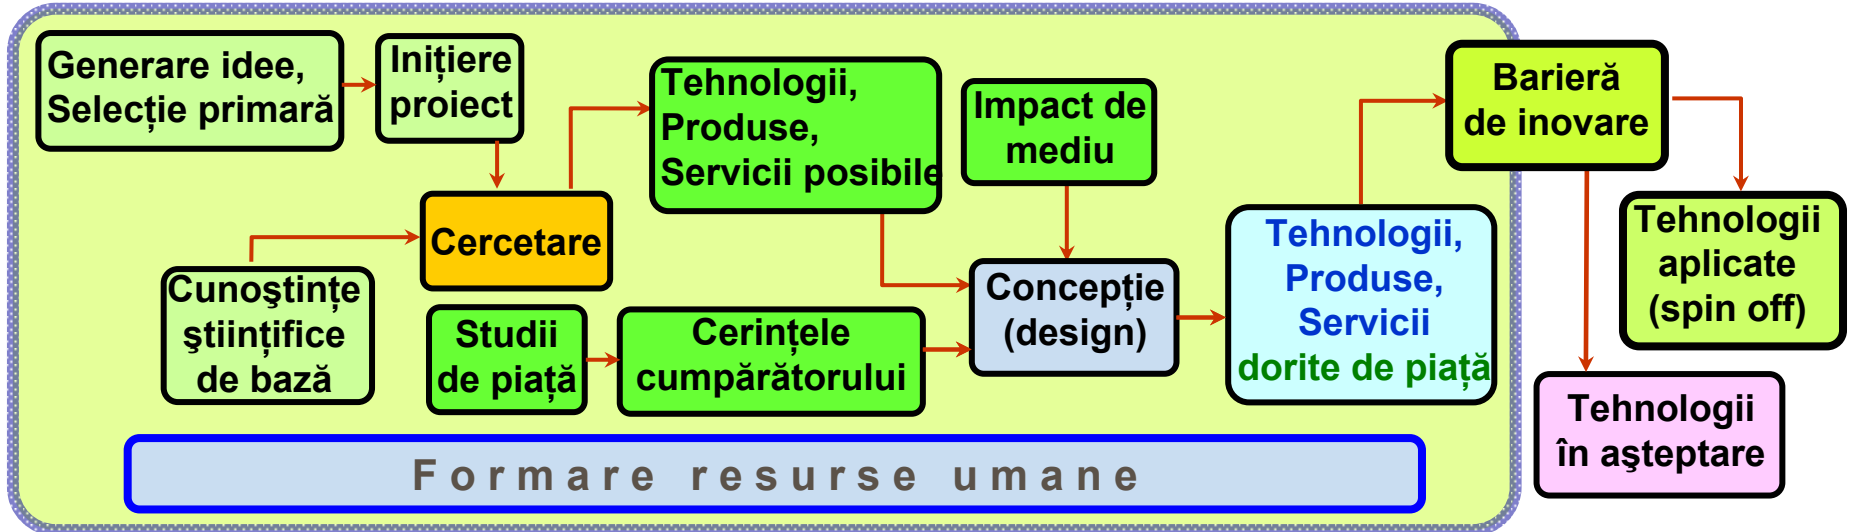 Generare idee,
Selecție primară
Inițiere
proiect
Tehnologii,
Produse,
Servicii posibile
Impact de
mediu
Barieră
de inovare
Cercetare
Cunoştințe
ştiințifice
de bază
Studii
de piață
Cerințele
cumpărătorului
Concepție
(design)
Tehnologii,
Produse,
Servicii
dorite de piață
Tehnologii
aplicate
(spin off)
Tehnologii
în aşteptare
Formare resurse umane